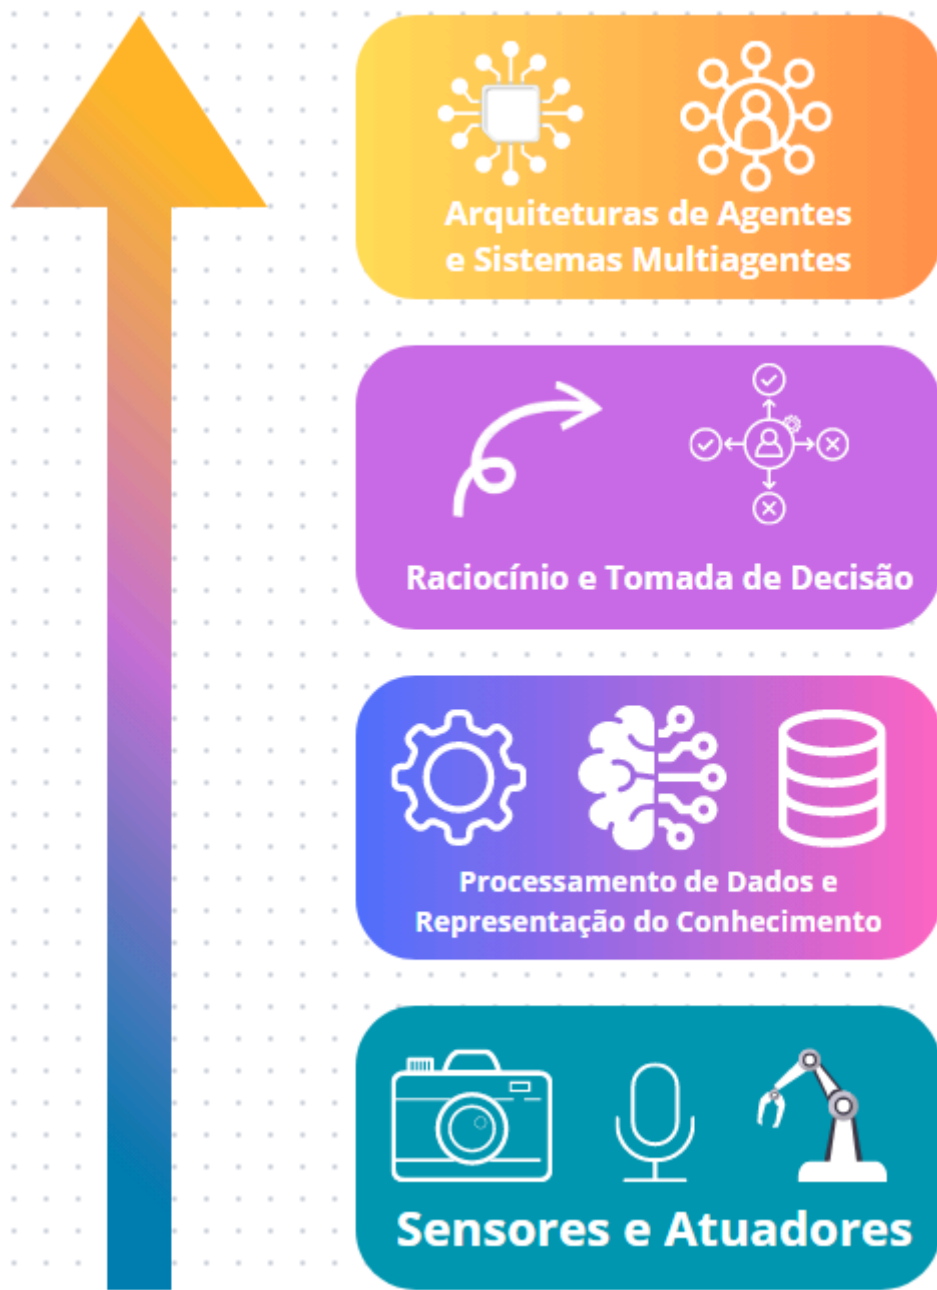 Arquiteturas de Agentes
e Sistemas Multiagentes
Raciocínio e Tomada de Decisão
Processamento de Dados e
Representação do Conhecimento
Sensores e Atuadores